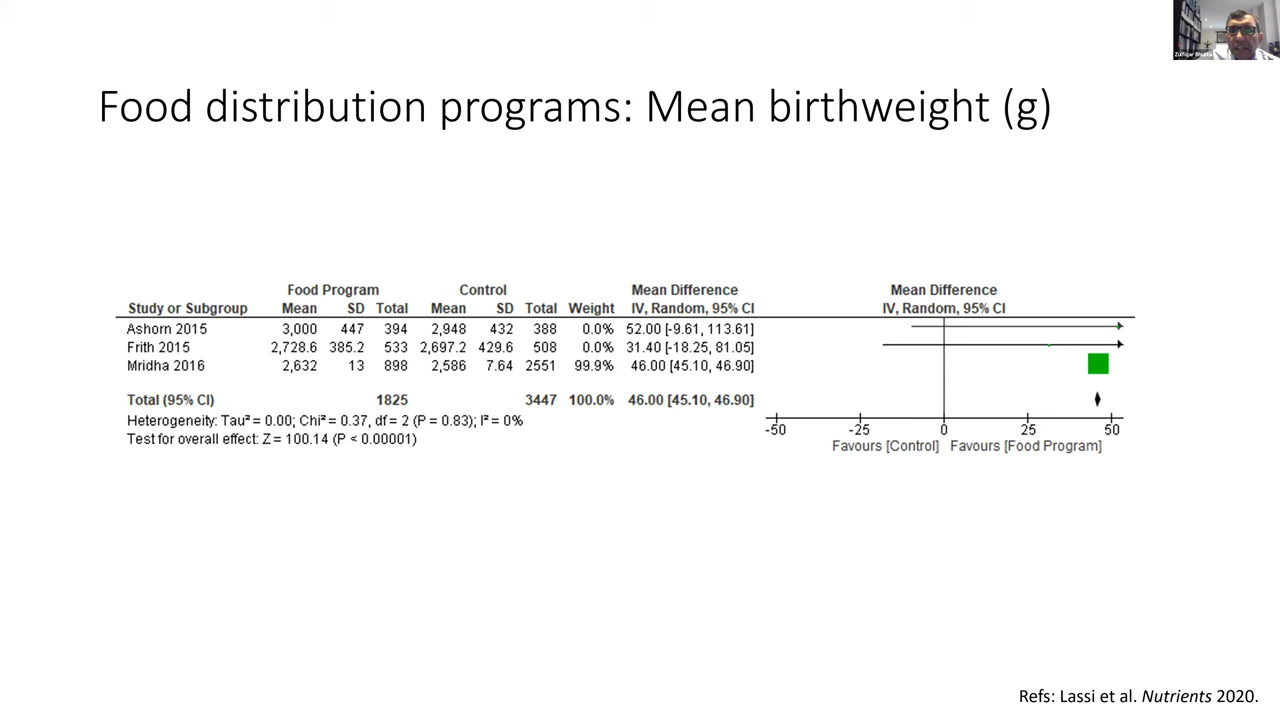 Zulfiqar Bhutta
Food distribution programs: Mean birthweight (g)
Food Program Control Mean Difference Mean Difference
Study or Subgroup Mean SD Total Mean SD Total Weight IV, Random, 95% CI IV, Random, 95% CI
Ashorn 2015 3,000 447 394 2,948 432 388 0.0% 52.00 [-9.61, 113.61]
Frith 2015 2,728.6 385.2 533 2,697.2 429.6 508 0.0% 31.40 [-18.25, 81.05]
Mridha 2016 2,632 13 898 2,586 7.64 2551 99.9% 46.00 [45.10, 46.90]
Total (95% CI) 1825 3447 100.0% 46.00 [45.10, 46.90]
Heterogeneity: Tau² = 0.00; Chi² = 0.37, df = 2 (P = 0.83); I² = 0%
Test for overall effect: Z = 100.14 (P < 0.00001)
-50 -25 0 25 50
Favours [Control] Favours [Food Program]
Refs: Lassi et al. Nutrients 2020.